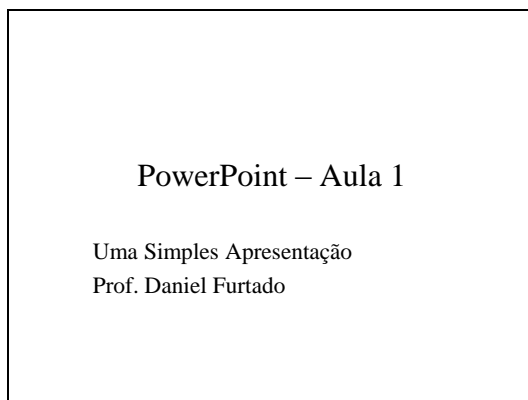 PowerPoint – Aula 1
Uma Simples Apresentação
Prof. Daniel Furtado